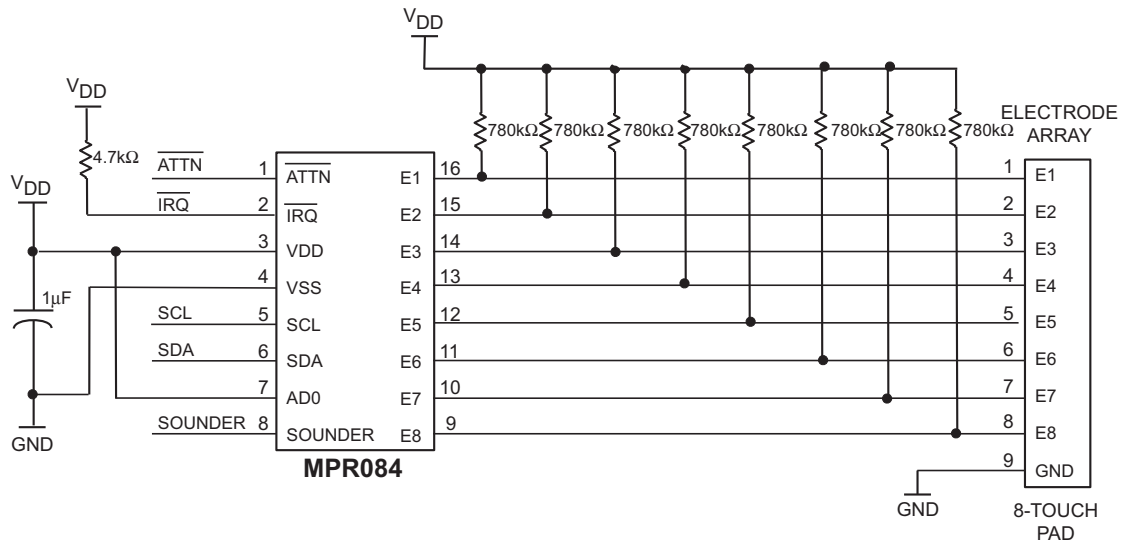 VDD
VDD
780kΩ 780kΩ 780kΩ 780kΩ 780kΩ 780kΩ 780kΩ 780kΩ
ELECTRODE
ARRAY
4.7kΩ
ATTN 1 ATTN E1 16 1 E1
VDD
IRQ 2 IRQ E2 15 2 E2
3 VDD E3 14 3 E3
4 VSS E4 13 4 E4
1µF
SCL 5 SCL E5 12 5 E5
SDA 6 SDA E6 11 6 E6
7 AD0 E7 10 7 E7
SOUNDER 8 SOUNDER E8 9 8 E8
GND
MPR084
9 GND
GND
8-TOUCH
PAD